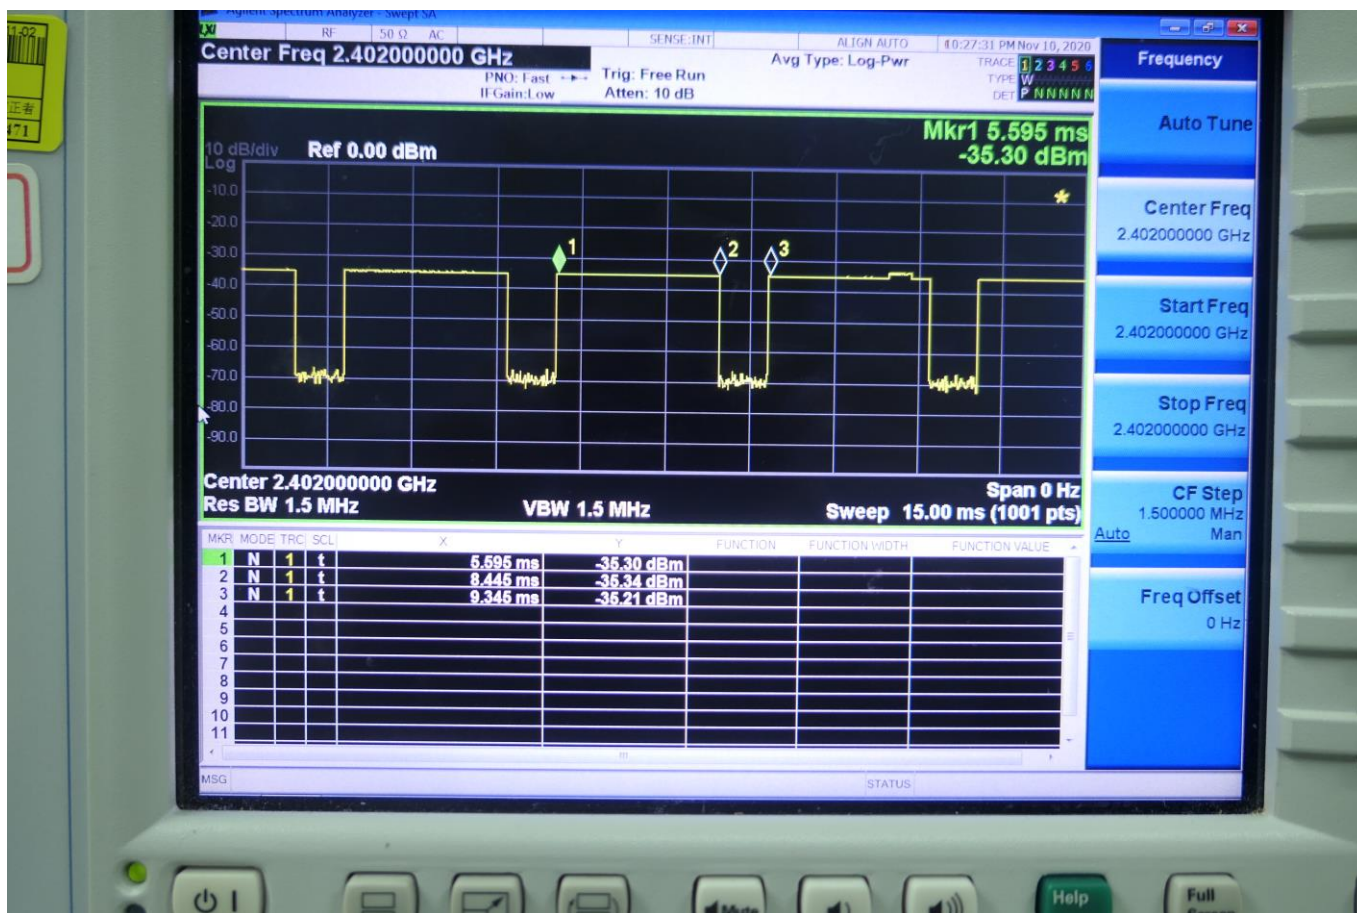 11-02
正者
471
Agilent Spectrum Analyzer - Swept SA
LXI
RF 50 Ω AC SENSE:INT ALIGN AUTO 10:27:31 PM Nov 10, 2020
Center Freq 2.402000000 GHz
Avg Type: Log-Pwr
TRACE 1 2 3 4 5 6
PNO: Fast Trig: Free Run
TYPE W
IFGain:Low Atten: 10 dB
DET P N N N N N
Frequency
Auto Tune
Mkr1 5.595 ms
-35.30 dBm
10 dB/div Ref 0.00 dBm
Log
-10.0
-20.0
-30.0
-40.0
-50.0
-60.0
-70.0
-80.0
-90.0
1
2
3
Center Freq
2.402000000 GHz
Start Freq
2.402000000 GHz
Stop Freq
2.402000000 GHz
CF Step
1.500000 MHz
Auto Man
Freq Offset
0 Hz
Center 2.402000000 GHz Span 0 Hz
Res BW 1.5 MHz VBW 1.5 MHz Sweep 15.00 ms (1001 pts)
MKR MODE TRC SCL X Y FUNCTION FUNCTION WIDTH FUNCTION VALUE
1 N 1 t 5.595 ms -35.30 dBm
2 N 1 t 8.445 ms -35.34 dBm
3 N 1 t 9.345 ms -35.21 dBm
4
5
6
7
8
9
10
11
MSG STATUS
Mute
Help
Full